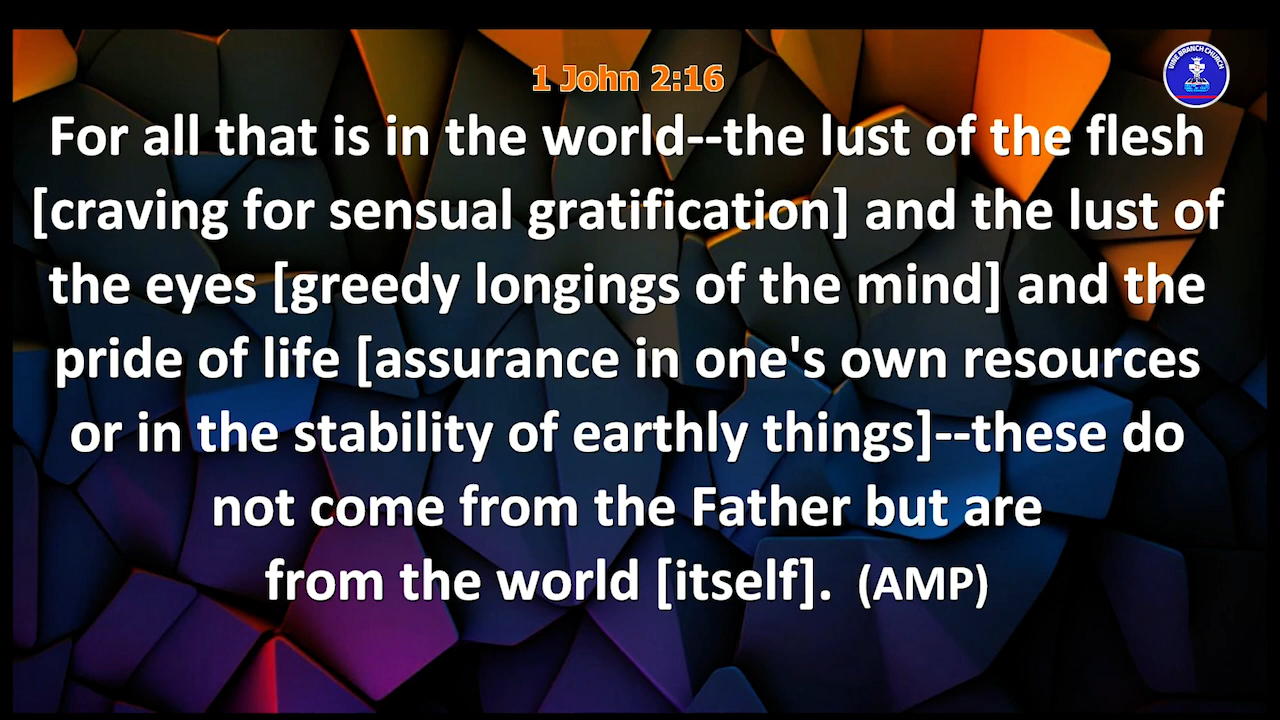 1 John 2:16
VINE BRANCH CHURCH
For all that is in the world--the lust of the flesh
[craving for sensual gratification] and the lust of
the eyes [greedy longings of the mind] and the
pride of life [assurance in one's own resources
or in the stability of earthly things]--these do
not come from the Father but are
from the world [itself].  (AMP)